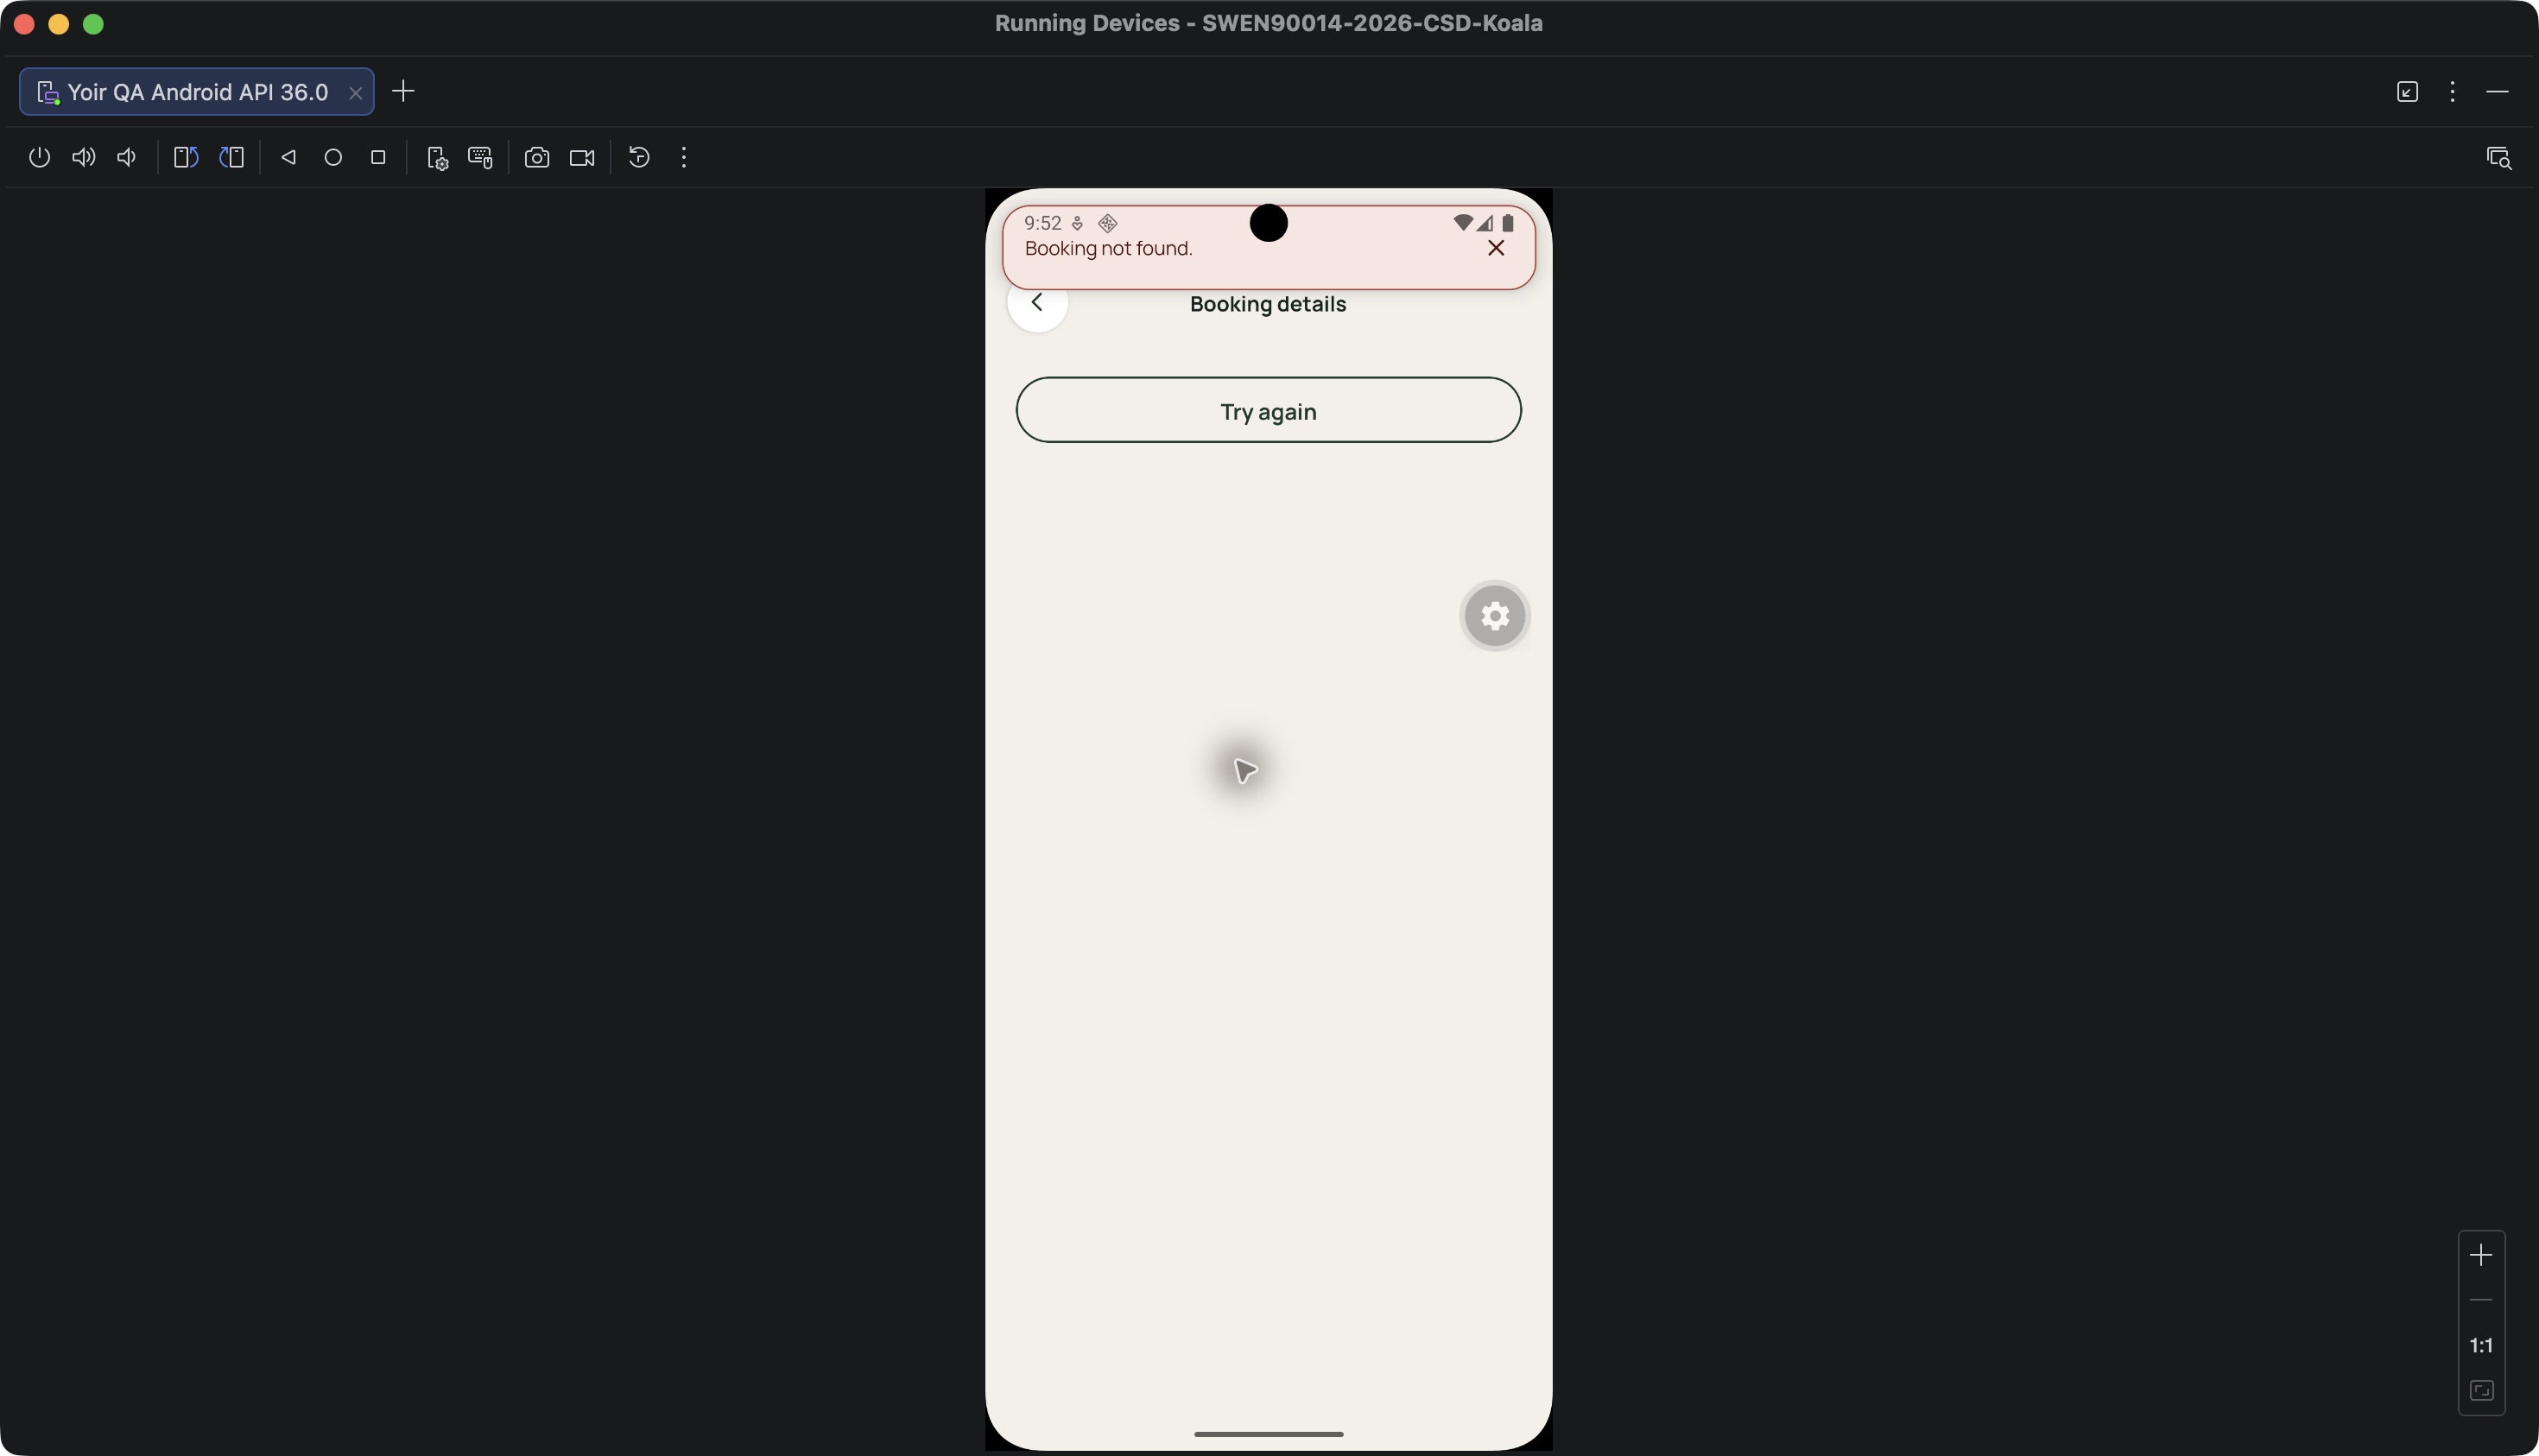 Running Devices - SWEN90014-2026-CSD-Koala
Yoir QA Android API 36.0
9:52
Booking not found.
Booking details
Try again
1:1